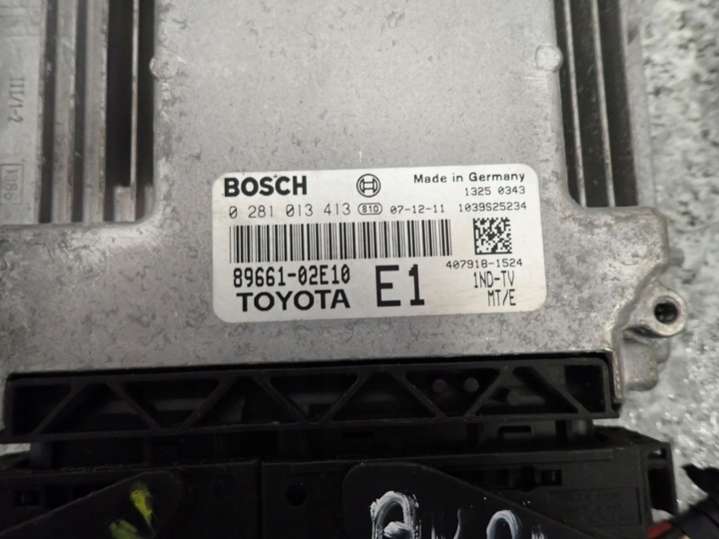 BOSCH
Made in Germany
1325 0343
0 281 013 413 810 07-12-11 1039S25234
407918-1524
89661-02E10
TOYOTA
E1
1ND-TV
MT/E